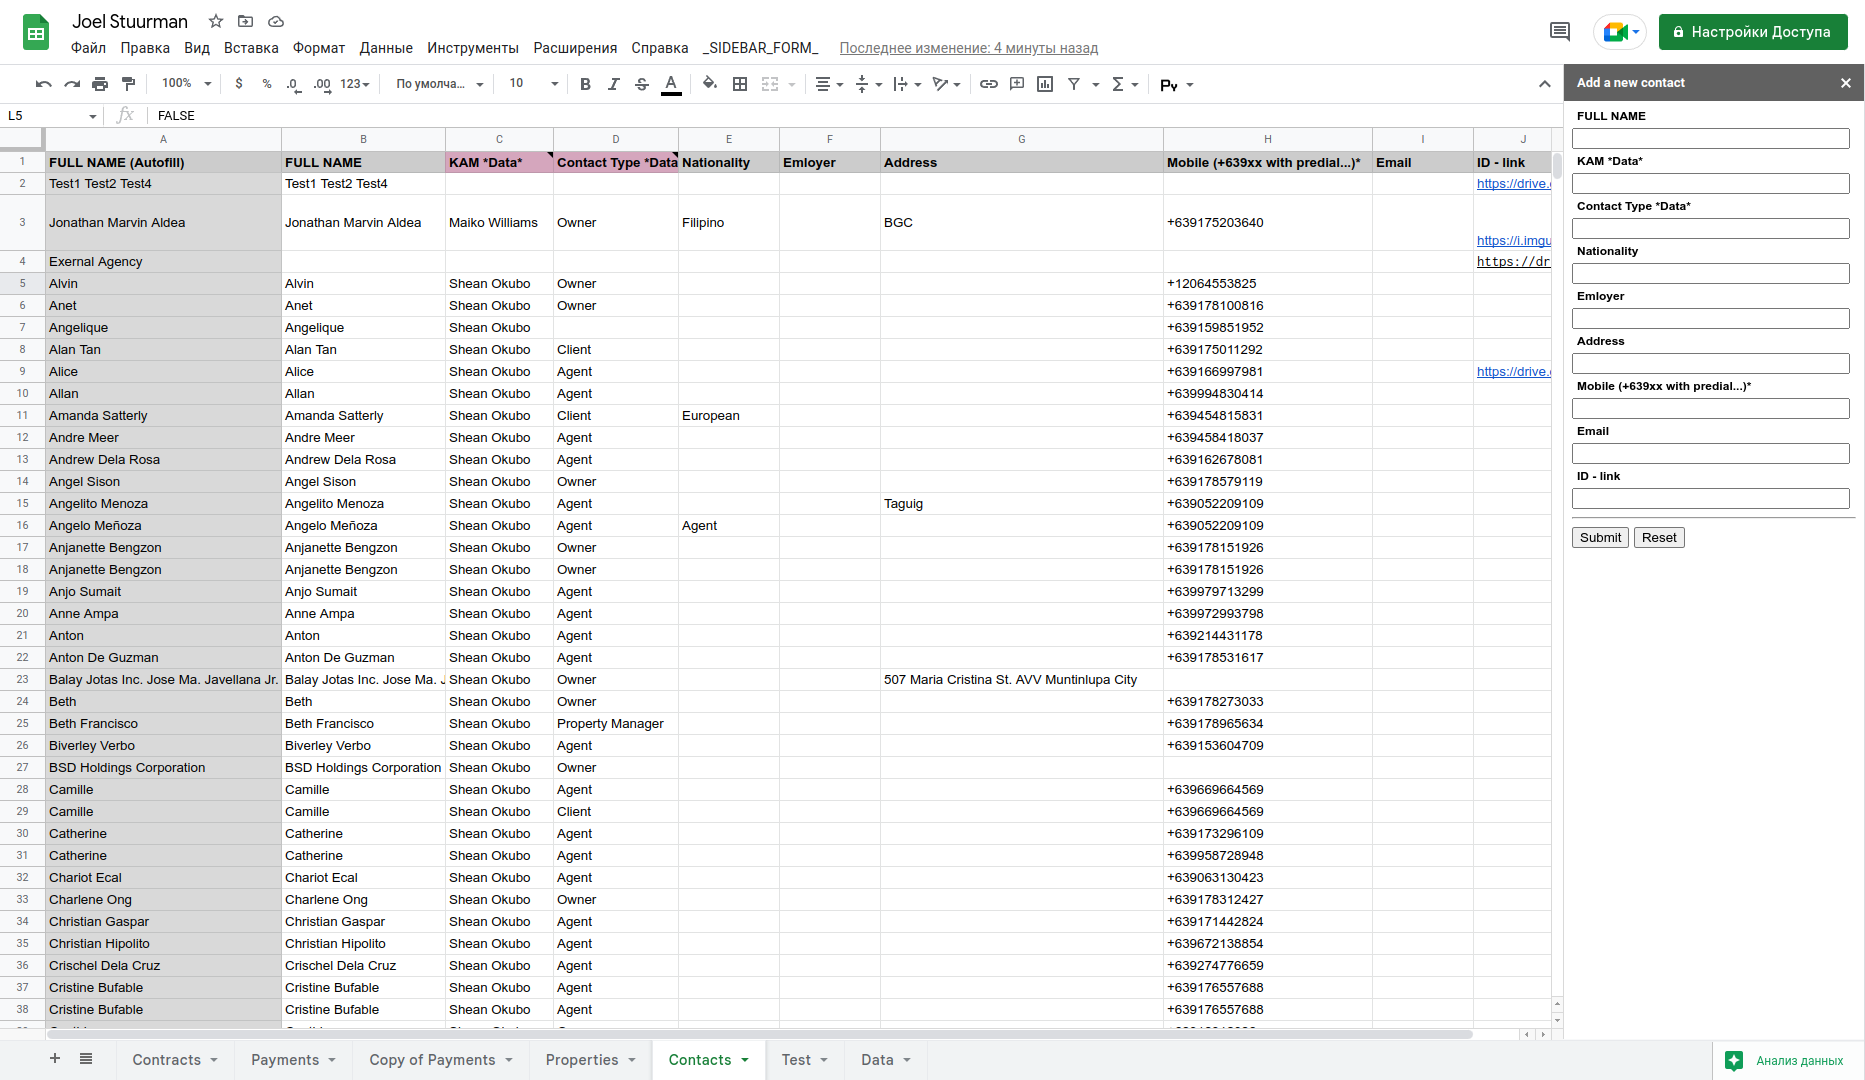 Joel Stuurman
Файл Правка Вид Вставка Формат Данные Инструменты Расширения Справка _SIDEBAR_FORM_ Последнее изменение: 4 минуты назад
Настройки Доступа
100% $ % .0 .00 123 По умолча... 10 B I S A Σ Py
L5 fx FALSE
A B C D E F G H I J
1 FULL NAME (Autofill) FULL NAME KAM *Data* Contact Type *Data Nationality Emloyer Address Mobile (+639xx with predial...)* Email ID - link
2 Test1 Test2 Test4 Test1 Test2 Test4 https://drive.
3 Jonathan Marvin Aldea Jonathan Marvin Aldea Maiko Williams Owner Filipino BGC +639175203640 https://i.imgu
4 Exernal Agency https://dr
5 Alvin Alvin Shean Okubo Owner +12064553825
6 Anet Anet Shean Okubo Owner +639178100816
7 Angelique Angelique Shean Okubo +639159851952
8 Alan Tan Alan Tan Shean Okubo Client +639175011292
9 Alice Alice Shean Okubo Agent +639166997981 https://drive.
10 Allan Allan Shean Okubo Agent +639994830414
11 Amanda Satterly Amanda Satterly Shean Okubo Client European +639454815831
12 Andre Meer Andre Meer Shean Okubo Agent +639458418037
13 Andrew Dela Rosa Andrew Dela Rosa Shean Okubo Agent +639162678081
14 Angel Sison Angel Sison Shean Okubo Owner +639178579119
15 Angelito Menoza Angelito Menoza Shean Okubo Agent Taguig +639052209109
16 Angelo Meñoza Angelo Meñoza Shean Okubo Agent Agent +639052209109
17 Anjanette Bengzon Anjanette Bengzon Shean Okubo Owner +639178151926
18 Anjanette Bengzon Anjanette Bengzon Shean Okubo Owner +639178151926
19 Anjo Sumait Anjo Sumait Shean Okubo Agent +639979713299
20 Anne Ampa Anne Ampa Shean Okubo Agent +639972993798
21 Anton Anton Shean Okubo Agent +639214431178
22 Anton De Guzman Anton De Guzman Shean Okubo Agent +639178531617
23 Balay Jotas Inc. Jose Ma. Javellana Jr. Balay Jotas Inc. Jose Ma. J Shean Okubo Owner 507 Maria Cristina St. AVV Muntinlupa City
24 Beth Beth Shean Okubo Owner +639178273033
25 Beth Francisco Beth Francisco Shean Okubo Property Manager +639178965634
26 Biverley Verbo Biverley Verbo Shean Okubo Agent +639153604709
27 BSD Holdings Corporation BSD Holdings Corporation Shean Okubo Owner
28 Camille Camille Shean Okubo Agent +639669664569
29 Camille Camille Shean Okubo Client +639669664569
30 Catherine Catherine Shean Okubo Agent +639173296109
31 Catherine Catherine Shean Okubo Agent +639958728948
32 Chariot Ecal Chariot Ecal Shean Okubo Agent +639063130423
33 Charlene Ong Charlene Ong Shean Okubo Owner +639178312427
34 Christian Gaspar Christian Gaspar Shean Okubo Agent +639171442824
35 Christian Hipolito Christian Hipolito Shean Okubo Agent +639672138854
36 Crischel Dela Cruz Crischel Dela Cruz Shean Okubo Agent +639274776659
37 Cristine Bufable Cristine Bufable Shean Okubo Agent +639176557688
38 Cristine Bufable Cristine Bufable Shean Okubo Agent +639176557688
Contracts Payments Copy of Payments Properties Contacts Test Data
Анализ данных
Add a new contact
FULL NAME
KAM *Data*
Contact Type *Data*
Nationality
Emloyer
Address
Mobile (+639xx with predial...)*
Email
ID - link
Submit Reset